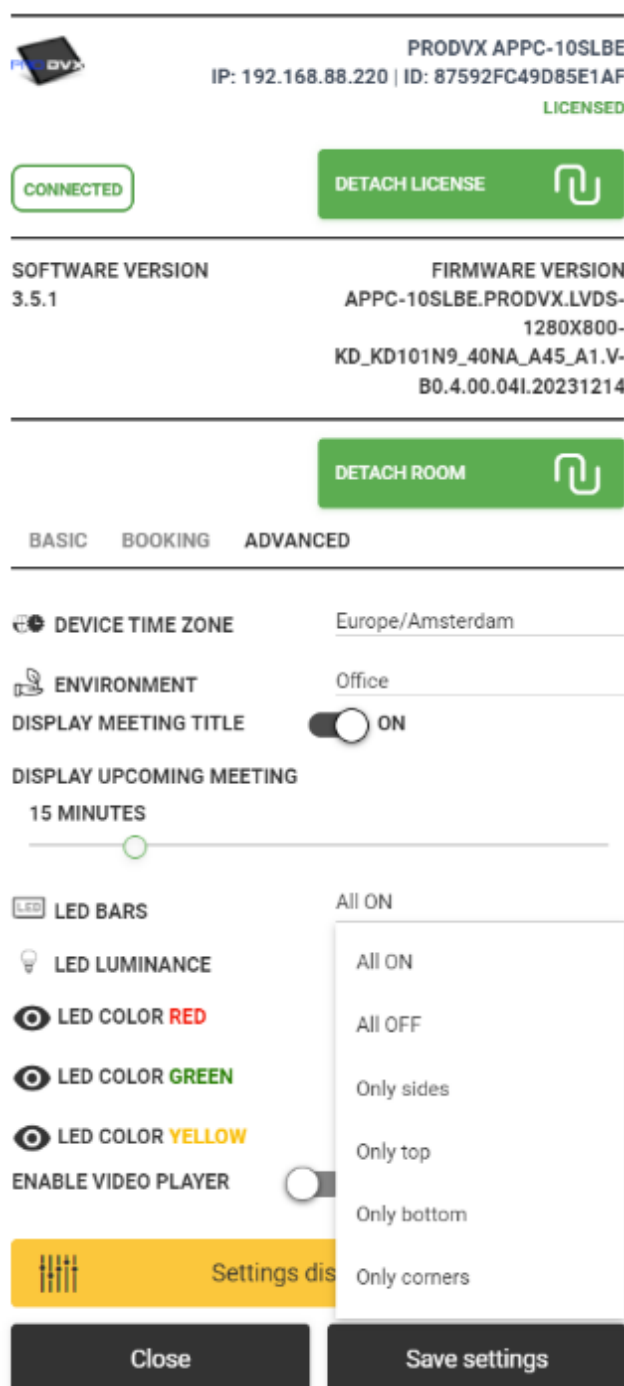 PRODVX
PRODVX APPC-10SLBE
IP: 192.168.88.220 | ID: 87592FC49D85E1AF
LICENSED
CONNECTED
DETACH LICENSE
SOFTWARE VERSION
3.5.1
FIRMWARE VERSION
APPC-10SLBE.PRODVX.LVDS-
1280X800-
KD_KD101N9_40NA_A45_A1.V-
B0.4.00.04I.20231214
DETACH ROOM
BASIC BOOKING ADVANCED
DEVICE TIME ZONE Europe/Amsterdam
ENVIRONMENT Office
DISPLAY MEETING TITLE ON
DISPLAY UPCOMING MEETING
15 MINUTES
LED LED BARS All ON
LED LUMINANCE
LED COLOR RED
LED COLOR GREEN
LED COLOR YELLOW
ENABLE VIDEO PLAYER
All ON
All OFF
Only sides
Only top
Only bottom
Only corners
Settings dis
Close Save settings